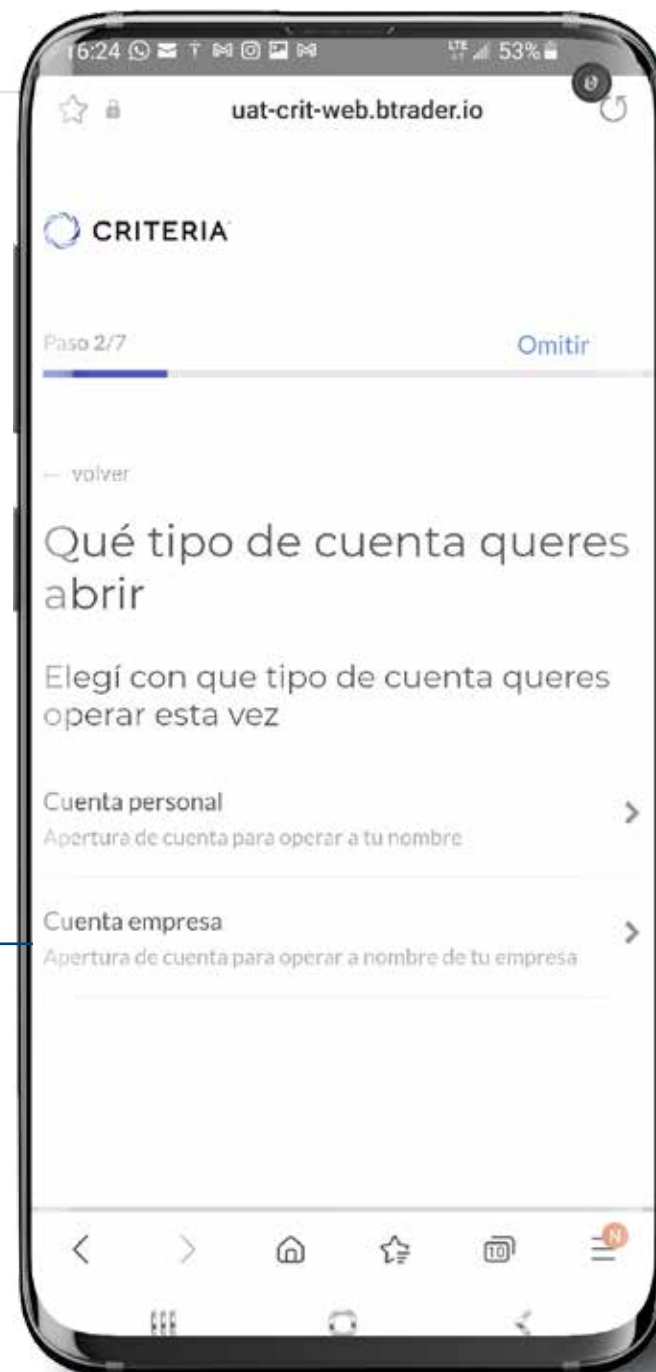 16:24 53%
uat-crit-web.btrader.io
CRITERIA
Paso 2/7 Omitir
volver
Qué tipo de cuenta queres
abrir
Elegí con que tipo de cuenta queres
operar esta vez
Cuenta personal
Apertura de cuenta para operar a tu nombre
Cuenta empresa
Apertura de cuenta para operar a nombre de tu empresa
10 N